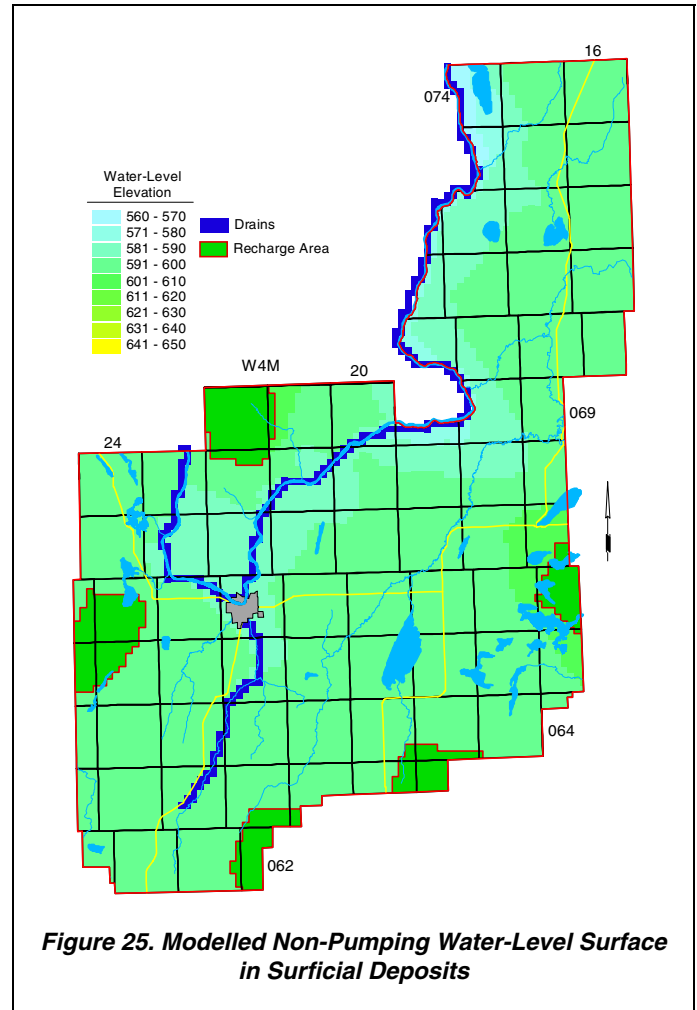 16
074
Water-Level
Elevation
560 - 570
571 - 580
581 - 590
591 - 600
601 - 610
611 - 620
621 - 630
631 - 640
641 - 650
Drains
Recharge Area
W4M
20
069
24
064
062
Figure 25. Modelled Non-Pumping Water-Level Surface
in Surficial Deposits